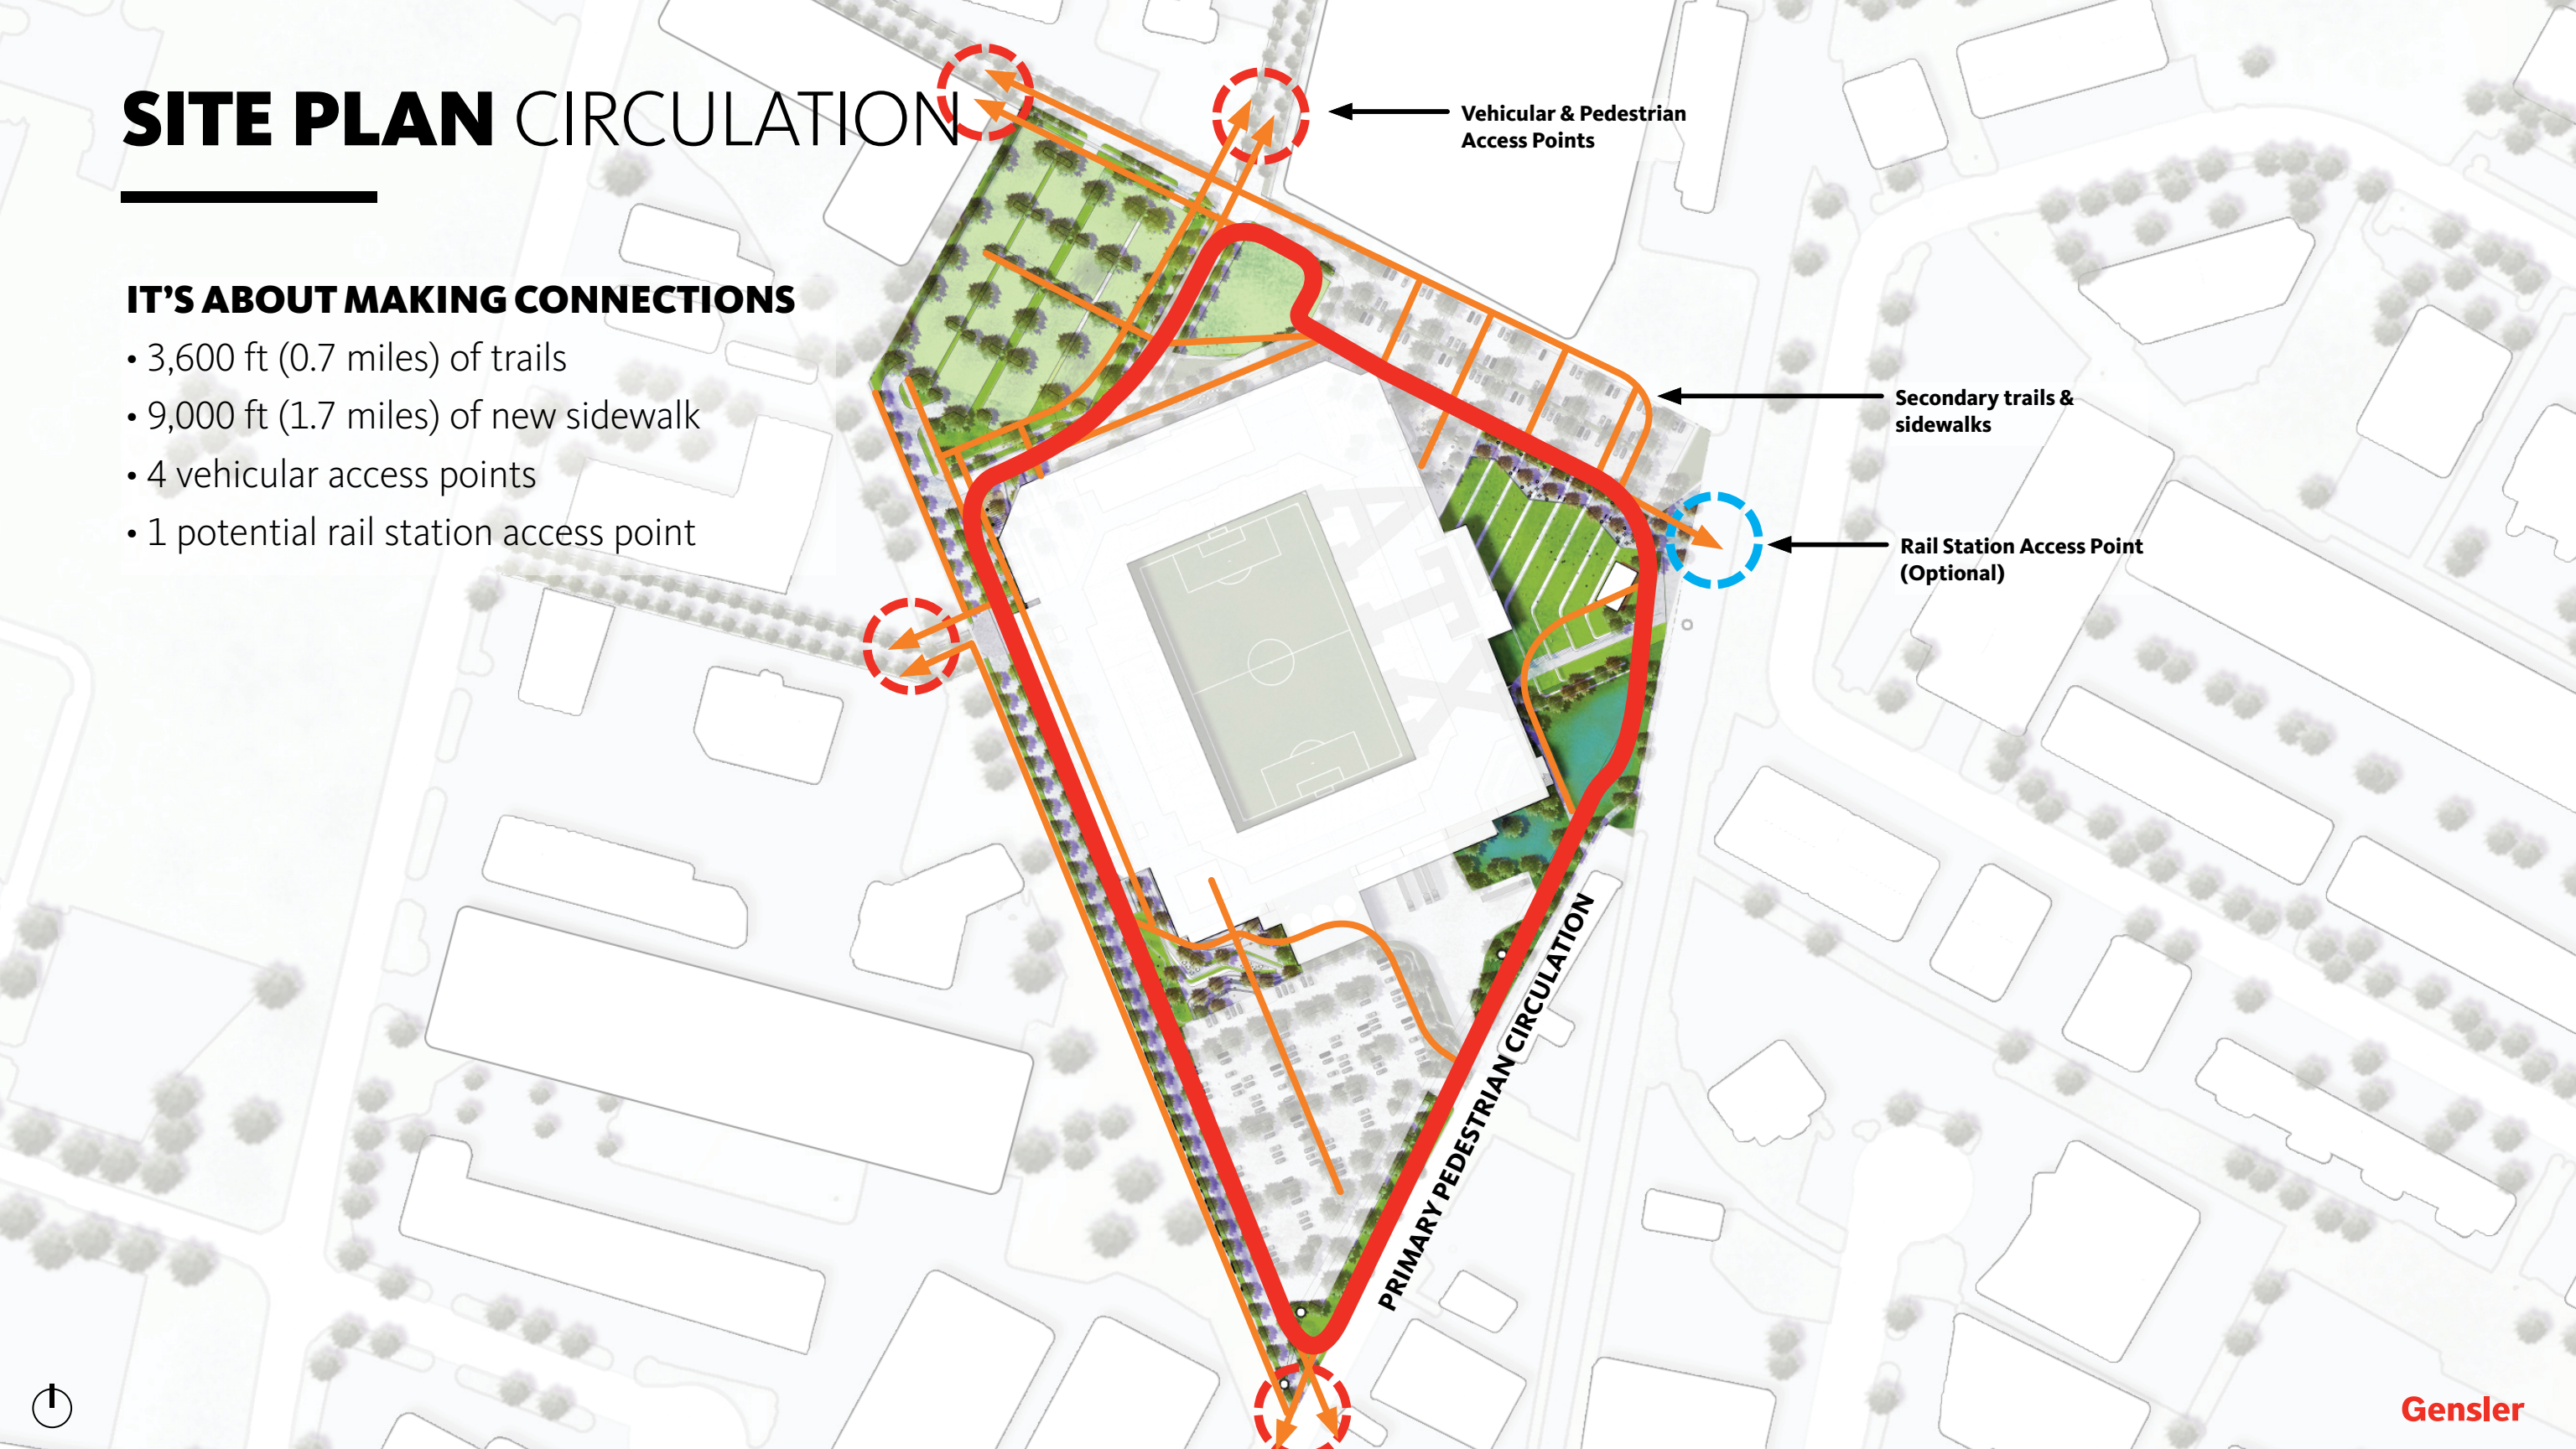 SITE PLAN CIRCULATION
IT'S ABOUT MAKING CONNECTIONS
• 3,600 ft (0.7 miles) of trails
• 9,000 ft (1.7 miles) of new sidewalk
• 4 vehicular access points
• 1 potential rail station access point
Vehicular & Pedestrian
Access Points
Secondary trails &
sidewalks
Rail Station Access Point
(Optional)
ATX
PRIMARY PEDESTRIAN CIRCULATION
Gensler